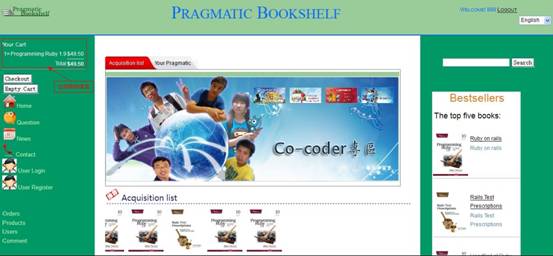 Pragmatic
Bookshelf
PRAGMATIC BOOKSHELF
Welcome! BBB Logout
English
Your Cart
1× Programming Ruby 1.9 $49.50
Total $49.50
Checkout
Empty Cart
Home
Question
News
Contact
User Login
User Register
Orders
Products
Users
Comment
Acquisition list
Your Pragmatic
Co-coder專區
Acquisition list
Search
Bestsellers
The top five books:
Ruby on rails
Ruby on rails
Rails Test
Prescriptions
Rails Test
Prescriptions